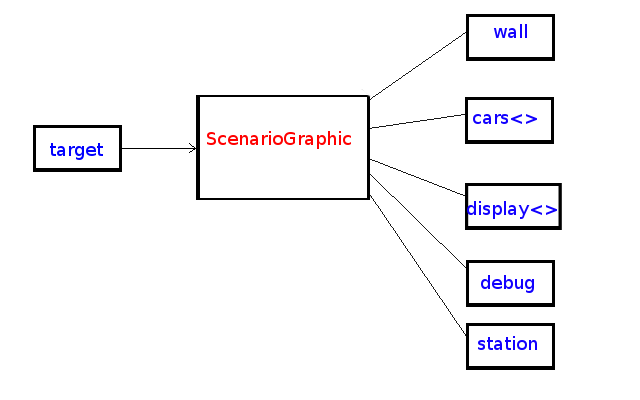 wall
cars<>
ScenarioGraphic
target
display<>
debug
station